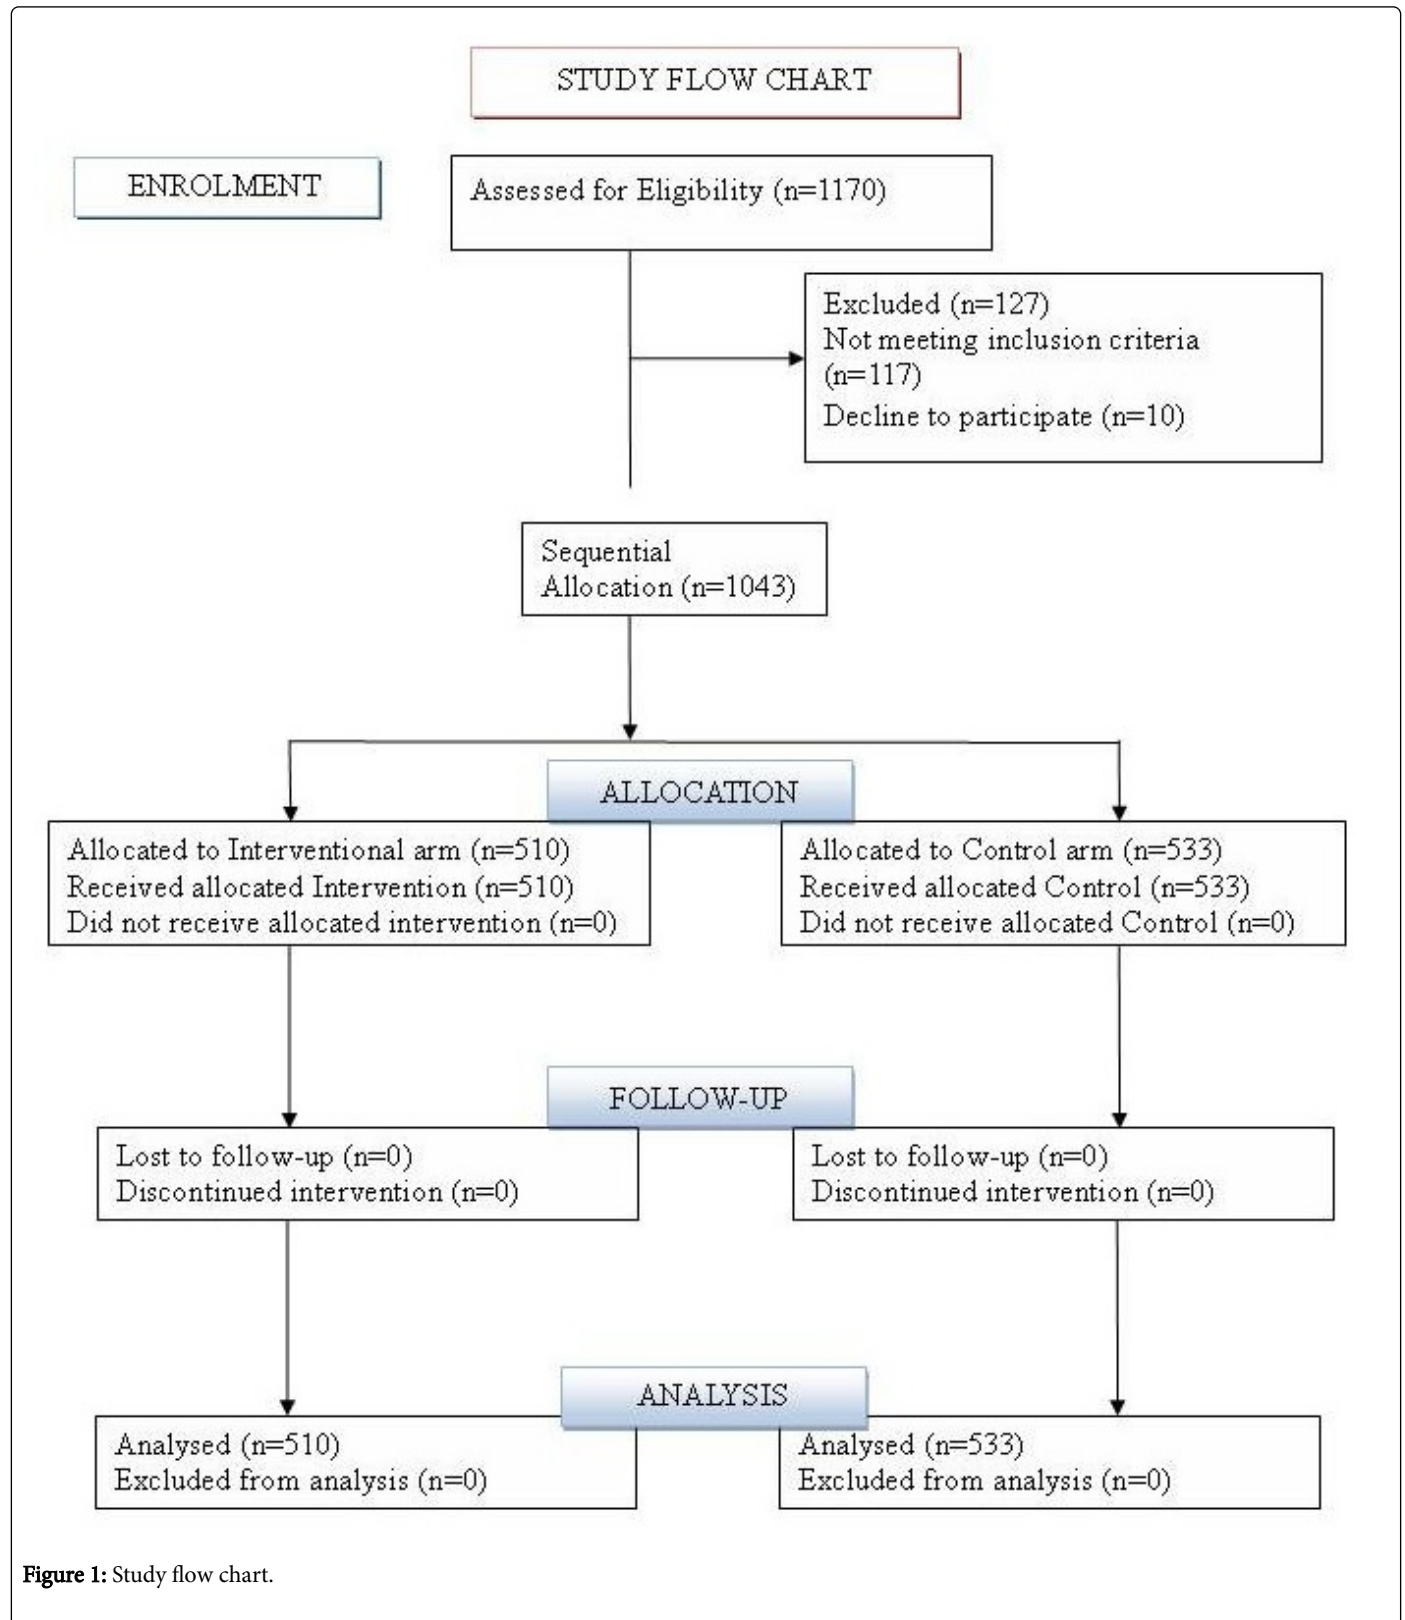 STUDY FLOW CHART
ENROLMENT
Assessed for Eligibility (n=1170)
Excluded (n=127)
Not meeting inclusion criteria
(n=117)
Decline to participate (n=10)
Sequential
Allocation (n=1043)
ALLOCATION
Allocated to Interventional arm (n=510)
Received allocated Intervention (n=510)
Did not receive allocated intervention (n=0)
Allocated to Control arm (n=533)
Received allocated Control (n=533)
Did not receive allocated Control (n=0)
FOLLOW-UP
Lost to follow-up (n=0)
Discontinued intervention (n=0)
Lost to follow-up (n=0)
Discontinued intervention (n=0)
ANALYSIS
Analysed (n=510)
Excluded from analysis (n=0)
Analysed (n=533)
Excluded from analysis (n=0)
Figure 1: Study flow chart.